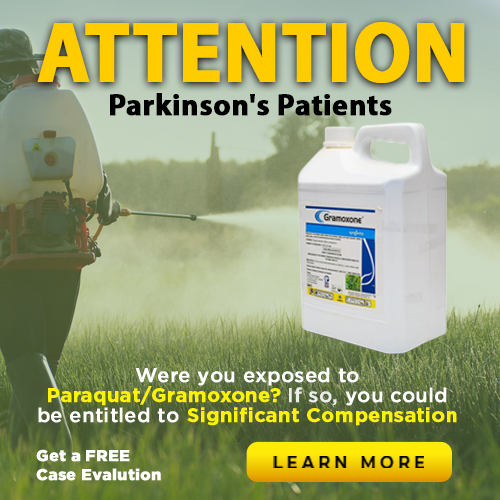 ATTENTION
Parkinson's Patients
Gramoxone
syngenta
Were you exposed to
Paraquat/Gramoxone? If so, you could
be entitled to Significant Compensation
Get a FREE
Case Evalution
LEARN MORE